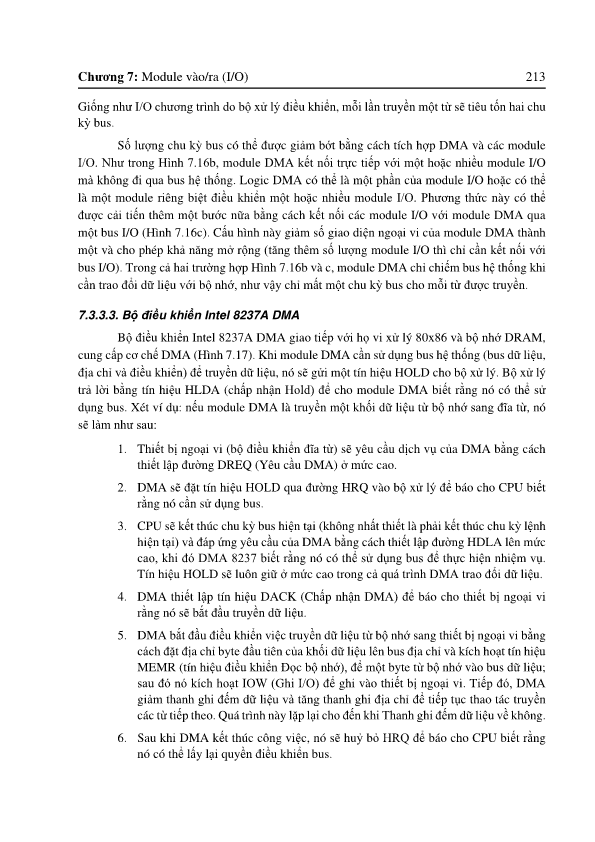 Chương 7: Module vào/ra (I/O) 213
Giống như I/O chương trình do bộ xử lý điều khiển, mỗi lần truyền một từ sẽ tiêu tốn hai chu
kỳ bus.
Số lượng chu kỳ bus có thể được giảm bớt bằng cách tích hợp DMA và các module
I/O. Như trong Hình 7.16b, module DMA kết nối trực tiếp với một hoặc nhiều module I/O
mà không đi qua bus hệ thống. Logic DMA có thể là một phần của module I/O hoặc có thể
là một module riêng biệt điều khiển một hoặc nhiều module I/O. Phương thức này có thể
được cải tiến thêm một bước nữa bằng cách kết nối các module I/O với module DMA qua
một bus I/O (Hình 7.16c). Cấu hình này giảm số giao diện ngoại vi của module DMA thành
một và cho phép khả năng mở rộng (tăng thêm số lượng module I/O thì chỉ cần kết nối với
bus I/O). Trong cả hai trường hợp Hình 7.16b và c, module DMA chỉ chiếm bus hệ thống khi
cần trao đổi dữ liệu với bộ nhớ, như vậy chỉ mất một chu kỳ bus cho mỗi từ được truyền.
7.3.3.3. Bộ điều khiển Intel 8237A DMA
Bộ điều khiển Intel 8237A DMA giao tiếp với họ vi xử lý 80x86 và bộ nhớ DRAM,
cung cấp cơ chế DMA (Hình 7.17). Khi module DMA cần sử dụng bus hệ thống (bus dữ liệu,
địa chỉ và điều khiển) để truyền dữ liệu, nó sẽ gửi một tín hiệu HOLD cho bộ xử lý. Bộ xử lý
trả lời bằng tín hiệu HLDA (chấp nhận Hold) để cho module DMA biết rằng nó có thể sử
dụng bus. Xét ví dụ: nếu module DMA là truyền một khối dữ liệu từ bộ nhớ sang đĩa từ, nó
sẽ làm như sau:
1. Thiết bị ngoại vi (bộ điều khiển đĩa từ) sẽ yêu cầu dịch vụ của DMA bằng cách
thiết lập đường DREQ (Yêu cầu DMA) ở mức cao.
2. DMA sẽ đặt tín hiệu HOLD qua đường HRQ vào bộ xử lý để báo cho CPU biết
rằng nó cần sử dụng bus.
3. CPU sẽ kết thúc chu kỳ bus hiện tại (không nhất thiết là phải kết thúc chu kỳ lệnh
hiện tại) và đáp ứng yêu cầu của DMA bằng cách thiết lập đường HDLA lên mức
cao, khi đó DMA 8237 biết rằng nó có thể sử dụng bus để thực hiện nhiệm vụ.
Tín hiệu HOLD sẽ luôn giữ ở mức cao trong cả quá trình DMA trao đổi dữ liệu.
4. DMA thiết lập tín hiệu DACK (Chấp nhận DMA) để báo cho thiết bị ngoại vi
rằng nó sẽ bắt đầu truyền dữ liệu.
5. DMA bắt đầu điều khiển việc truyền dữ liệu từ bộ nhớ sang thiết bị ngoại vi bằng
cách đặt địa chỉ byte đầu tiên của khối dữ liệu lên bus địa chỉ và kích hoạt tín hiệu
MEMR (tín hiệu điều khiển Đọc bộ nhớ), để một byte từ bộ nhớ vào bus dữ liệu;
sau đó nó kích hoạt IOW (Ghi I/O) để ghi vào thiết bị ngoại vi. Tiếp đó, DMA
giảm thanh ghi đếm dữ liệu và tăng thanh ghi địa chỉ để tiếp tục thao tác truyền
các từ tiếp theo. Quá trình này lặp lại cho đến khi Thanh ghi đếm dữ liệu về không.
6. Sau khi DMA kết thúc công việc, nó sẽ huỷ bỏ HRQ để báo cho CPU biết rằng
nó có thể lấy lại quyền điều khiển bus.